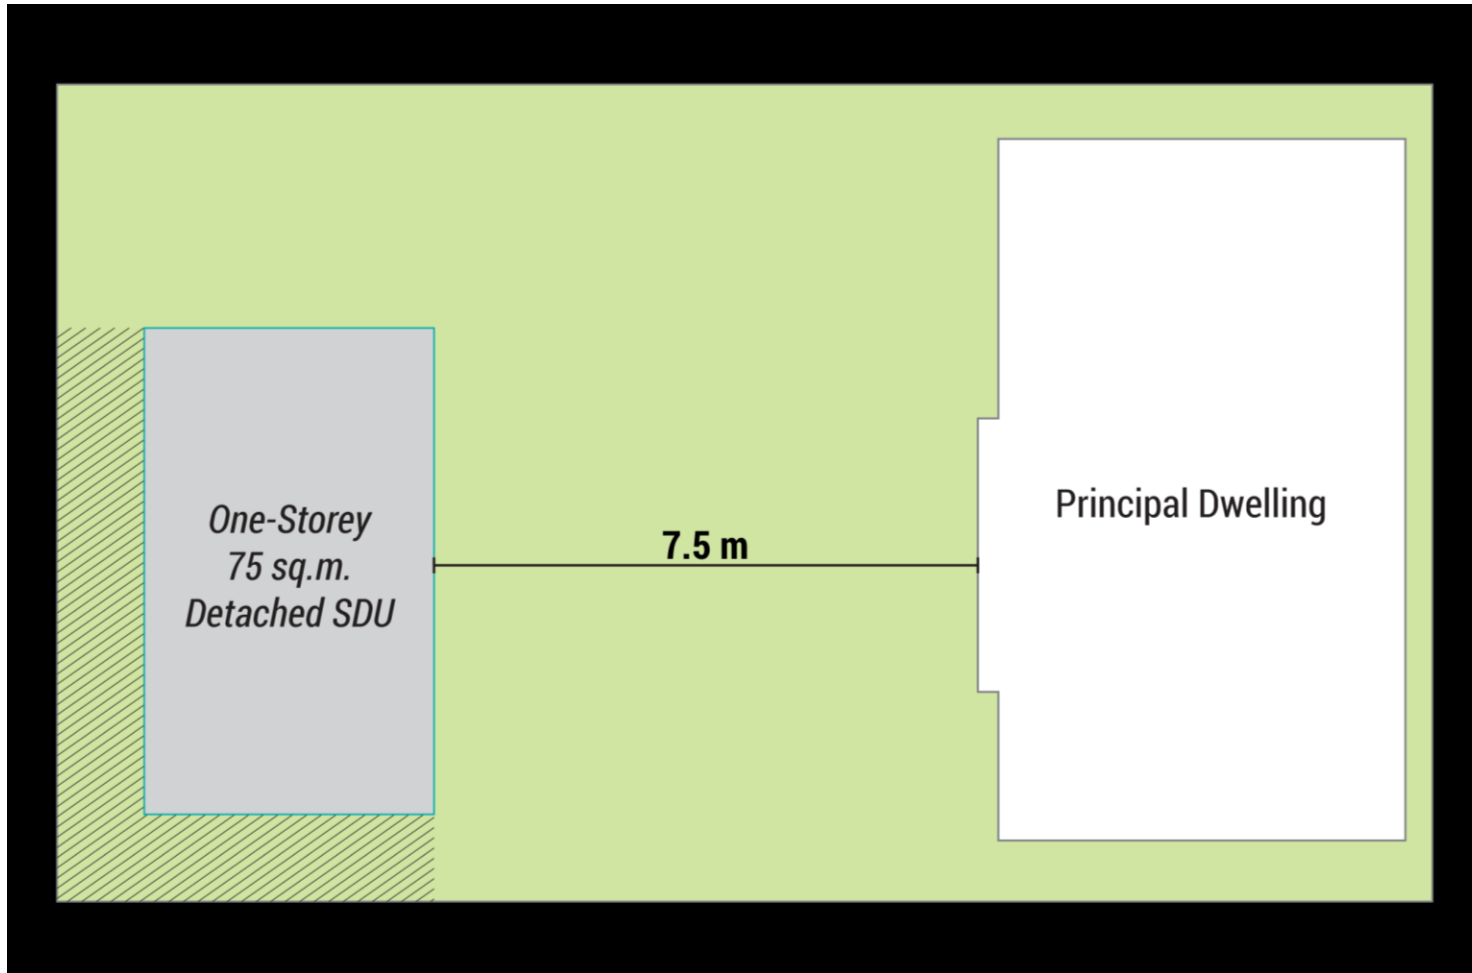 One-Storey
75 sq.m.
Detached SDU
7.5 m
Principal Dwelling